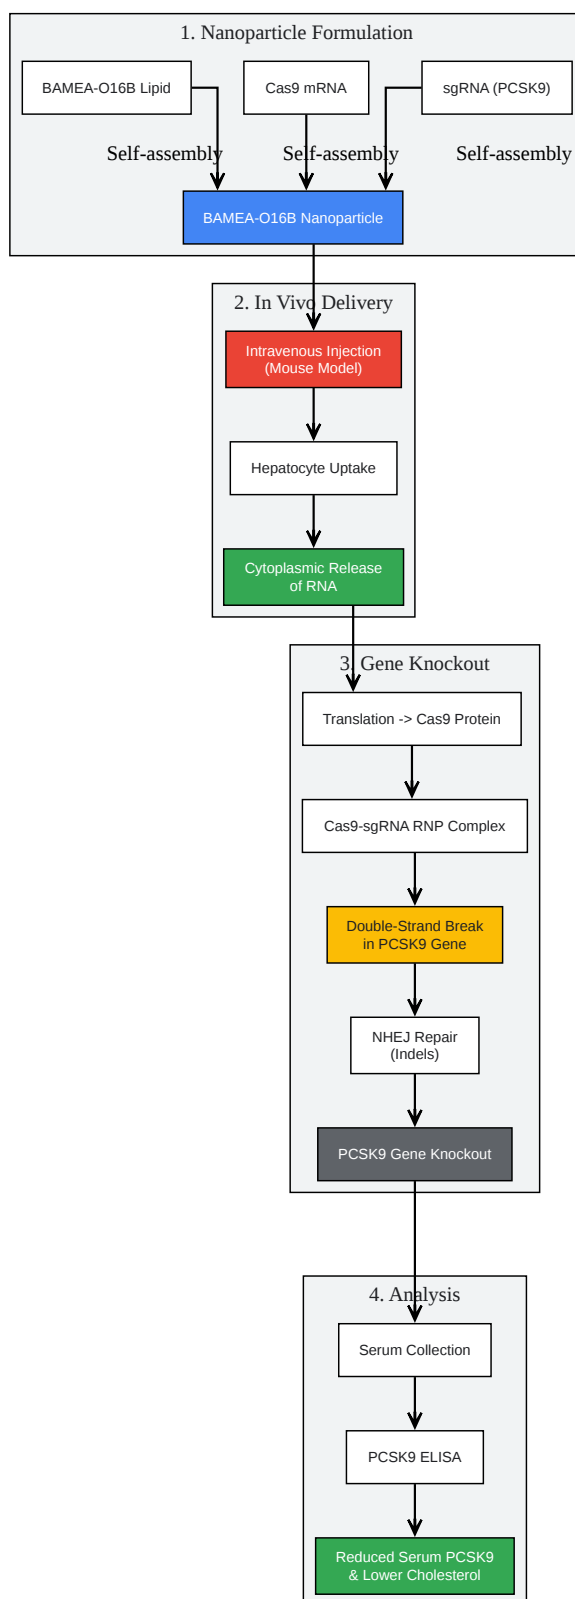 1. Nanoparticle Formulation
BAMEA-O16B Lipid
Cas9 mRNA
sgRNA (PCSK9)
Self-assembly
Self-assembly
Self-assembly
BAMEA-O16B Nanoparticle
2. In Vivo Delivery
Intravenous Injection
(Mouse Model)
Hepatocyte Uptake
Cytoplasmic Release
of RNA
3. Gene Knockout
Translation -> Cas9 Protein
Cas9-sgRNA RNP Complex
Double-Strand Break
in PCSK9 Gene
NHEJ Repair
(Indels)
PCSK9 Gene Knockout
4. Analysis
Serum Collection
PCSK9 ELISA
Reduced Serum PCSK9
& Lower Cholesterol